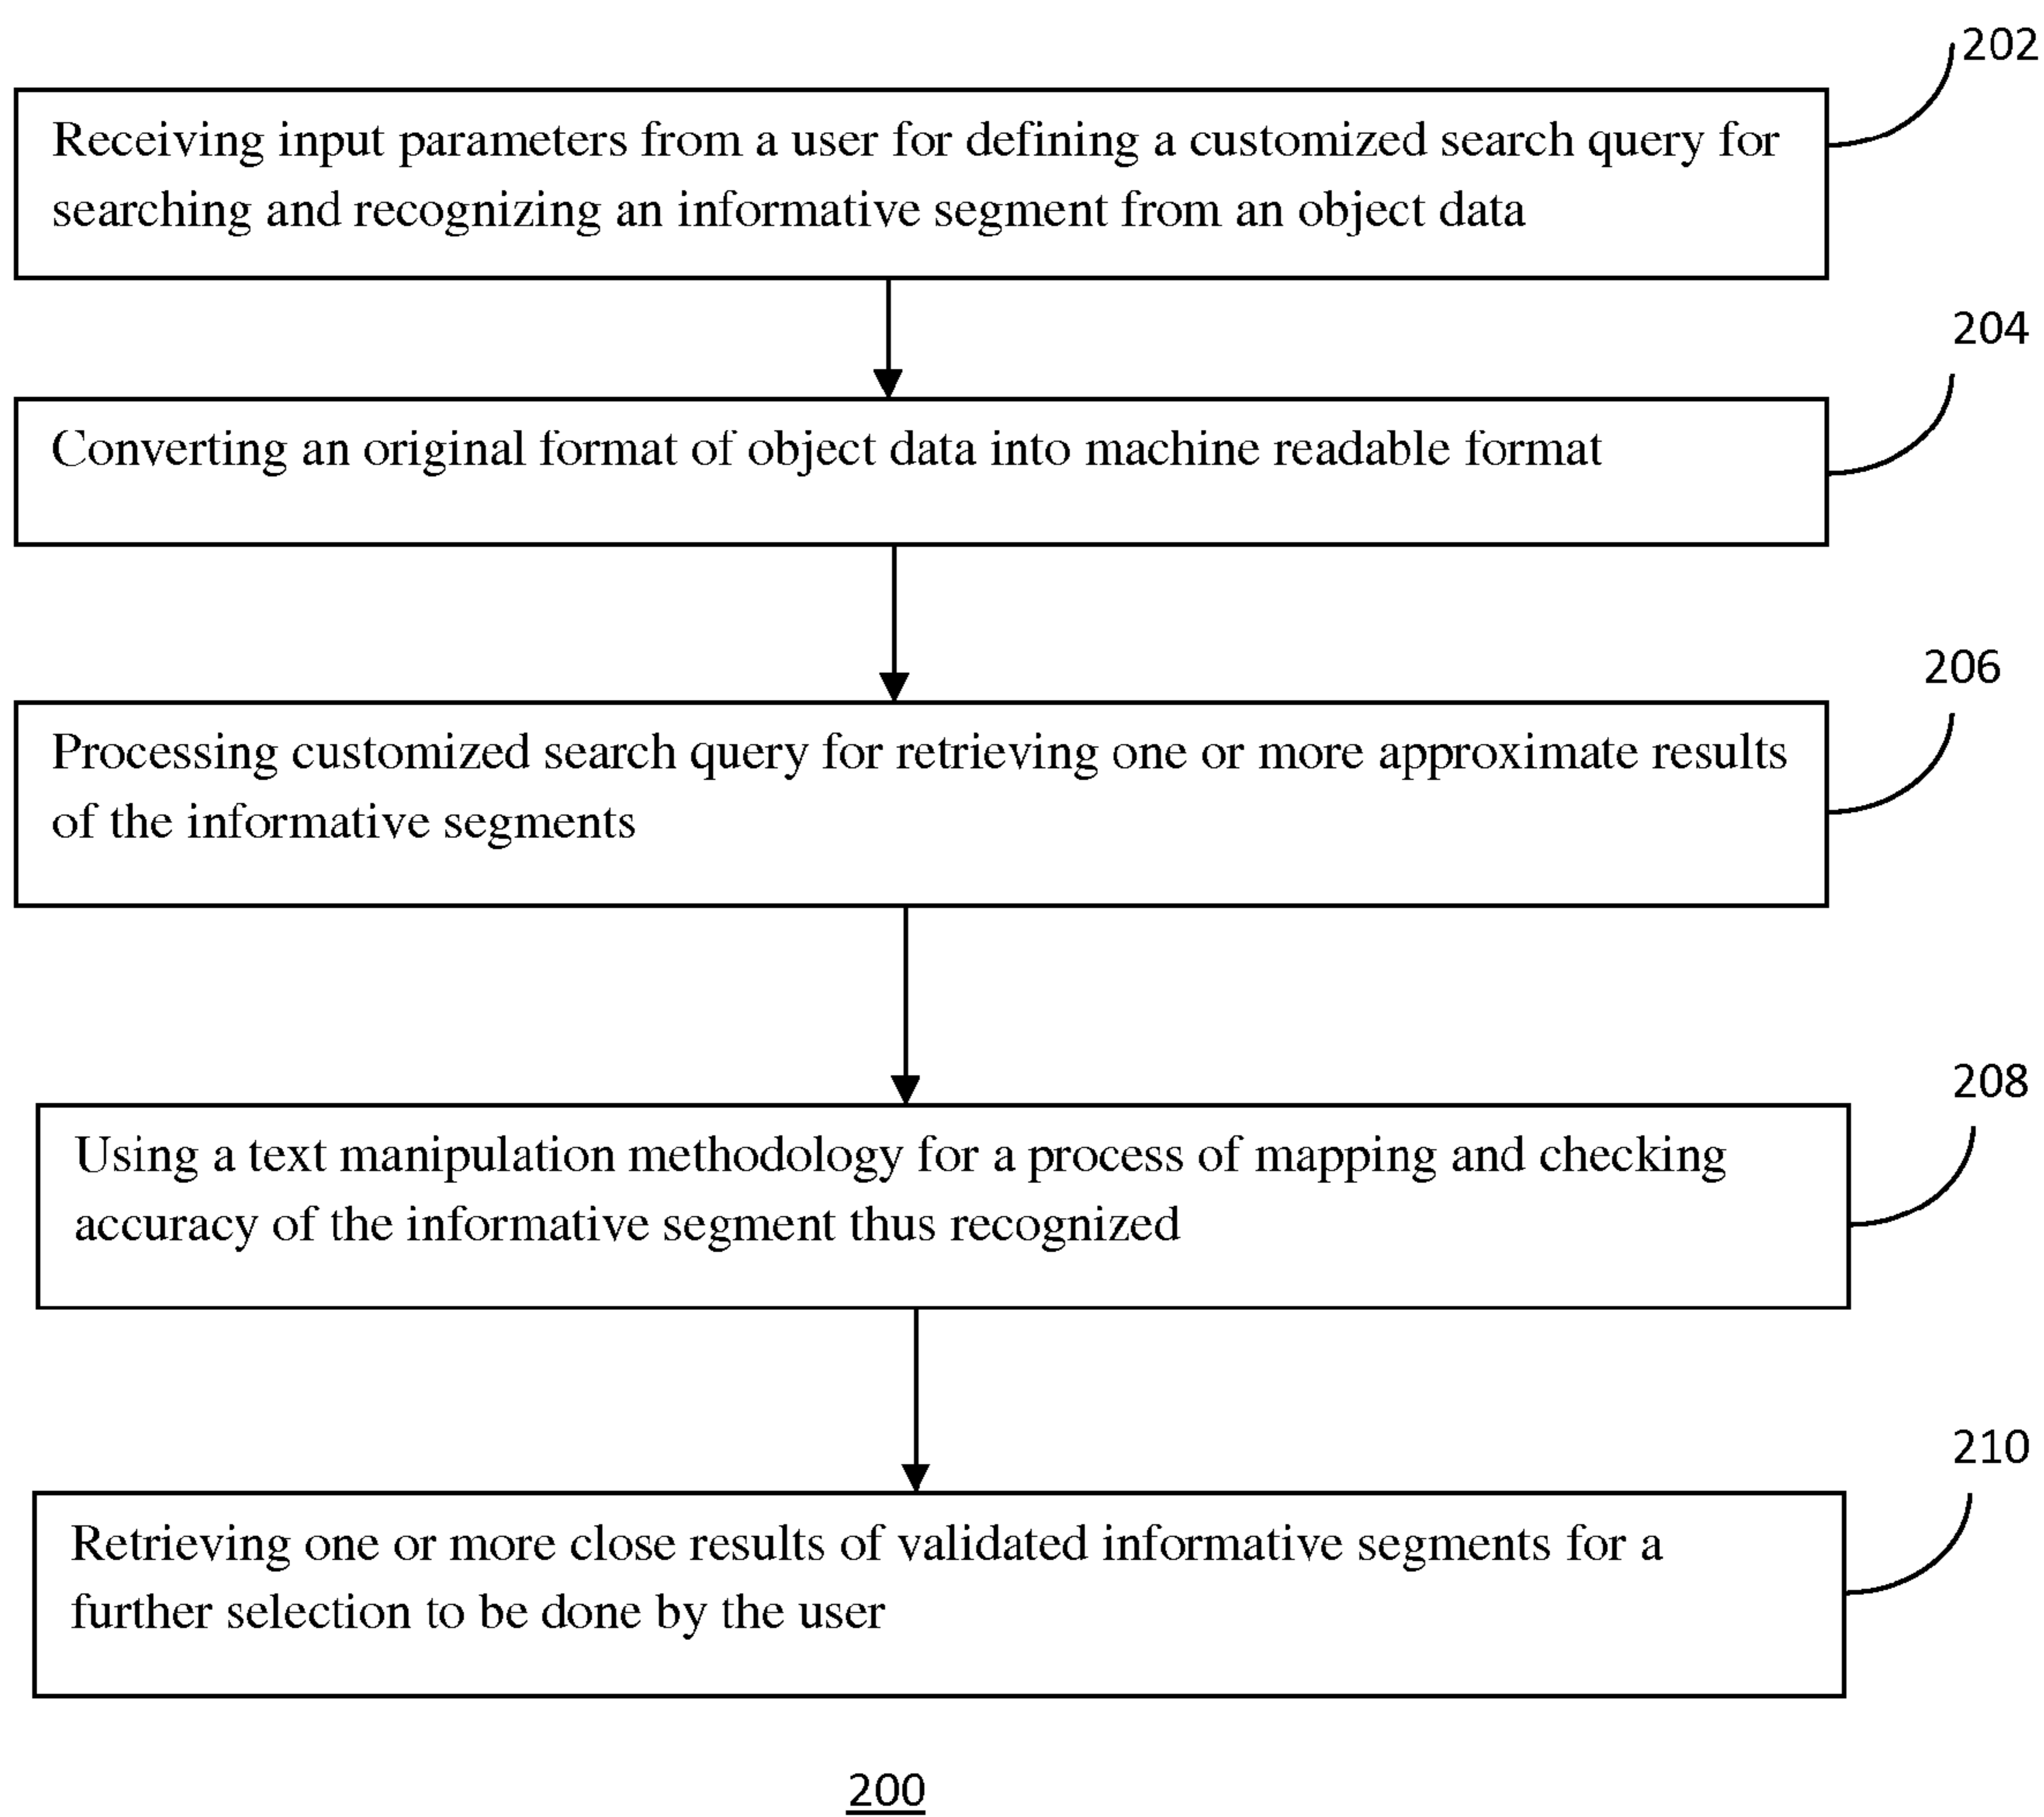 202
Receiving input parameters from a user for defining a customized search query for
searching and recognizing an informative segment from an object data
204
Converting an original format of object data into machine readable format
206
Processing customized search query for retrieving one or more approximate results
of the informative segments
208
Using a text manipulation methodology for a process of mapping and checking
accuracy of the informative segment thus recognized
210
Retrieving one or more close results of validated informative segments for a
further selection to be done by the user
200